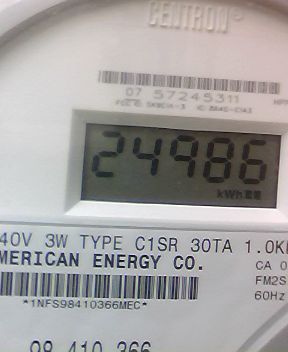 CENTRON®
07 57245311
24986
kWh
40V 3W TYPE C1SR 30TA 1.0K
MERICAN ENERGY CO.
CA 0
FM2S
60Hz
*1NFS98410366MEC*
98 410 366